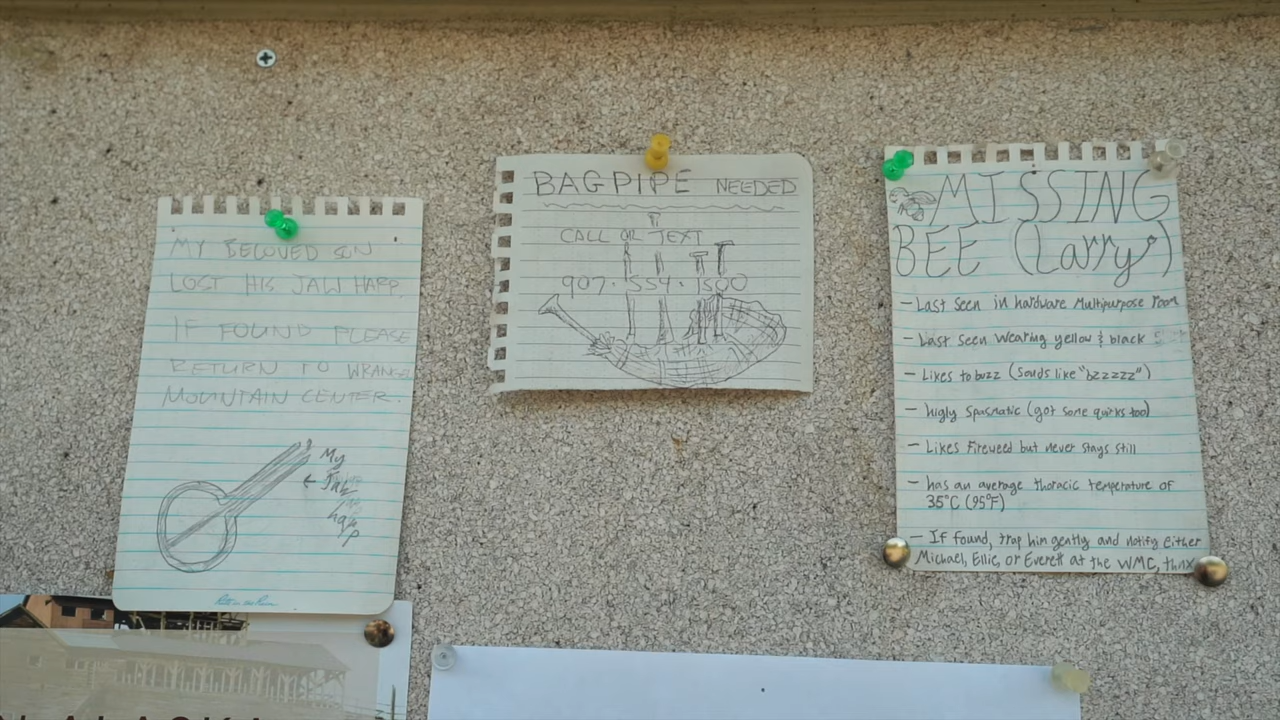 MY BELOVED SON
LOST HIS JAW HARP.
IF FOUND PLEASE
RETURN TO WRANGE
MOUNTAIN CENTER.
My
← Jaw
harp
BAGPIPE NEEDED
CALL OR TEXT
907.554.1500
MISSING
BEE (Larry)
- Last seen in hardware Multipurpose room
- Last seen wearing yellow & black
- Likes to buzz (Souds like "bzzzzz")
- higly spasmatic (got some quirks too)
- Likes Fireweed but never stays still
- has an average thoracic temperature of
35°C (95°F)
- If found, trap him gently and notify either
Michael, Ellie, or Everett at the WMC, thnx